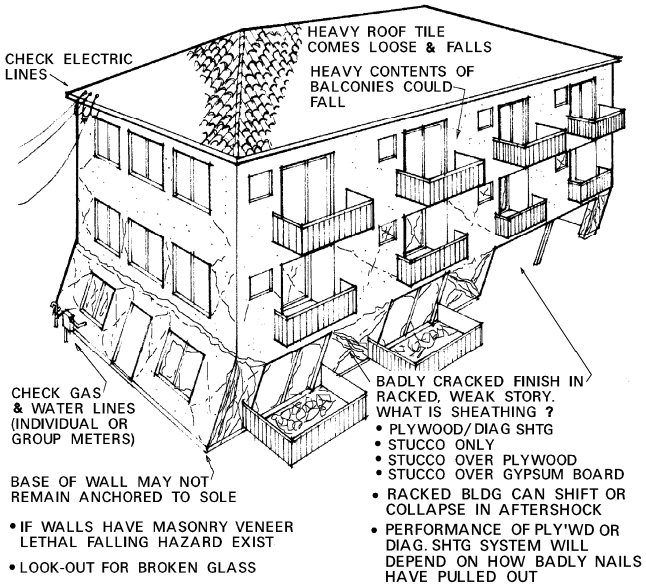 HEAVY ROOF TILE
COMES LOOSE & FALLS
CHECK ELECTRIC
LINES
HEAVY CONTENTS OF
BALCONIES COULD
FALL
CHECK GAS
& WATER LINES
(INDIVIDUAL OR
GROUP METERS)
BADLY CRACKED FINISH IN
RACKED, WEAK STORY.
WHAT IS SHEATHING ?
• PLYWOOD/DIAG SHTG
• STUCCO ONLY
• STUCCO OVER PLYWOOD
• STUCCO OVER GYPSUM BOARD
BASE OF WALL MAY NOT
REMAIN ANCHORED TO SOLE
• IF WALLS HAVE MASONRY VENEER
LETHAL FALLING HAZARD EXIST
• LOOK-OUT FOR BROKEN GLASS
• RACKED BLDG CAN SHIFT OR
COLLAPSE IN AFTERSHOCK
• PERFORMANCE OF PLY'WD OR
DIAG. SHTG SYSTEM WILL
DEPEND ON HOW BADLY NAILS
HAVE PULLED OUT